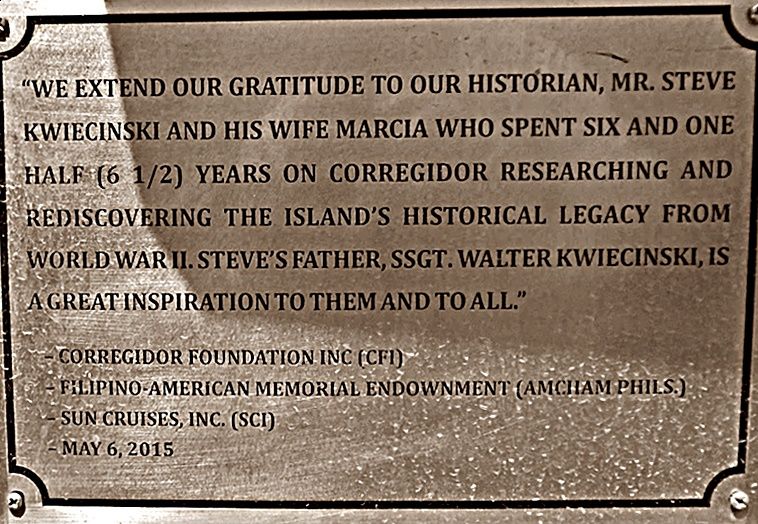 “WE EXTEND OUR GRATITUDE TO OUR HISTORIAN, MR. STEVE
KWIECINSKI AND HIS WIFE MARCIA WHO SPENT SIX AND ONE
HALF (6 1/2) YEARS ON CORREGIDOR RESEARCHING AND
REDISCOVERING THE ISLAND’S HISTORICAL LEGACY FROM
WORLD WAR II. STEVE’S FATHER, SSGT. WALTER KWIECINSKI, IS
A GREAT INSPIRATION TO THEM AND TO ALL.”
– CORREGIDOR FOUNDATION INC (CFI)
– FILIPINO-AMERICAN MEMORIAL ENDOWNMENT (AMCHAM PHILS.)
– SUN CRUISES, INC. (SCI)
– MAY 6, 2015